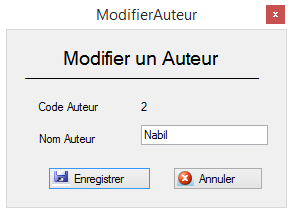 ModifierAuteur
x
Modifier un Auteur
Code Auteur 2
Nom Auteur Nabil
Enregistrer Annuler